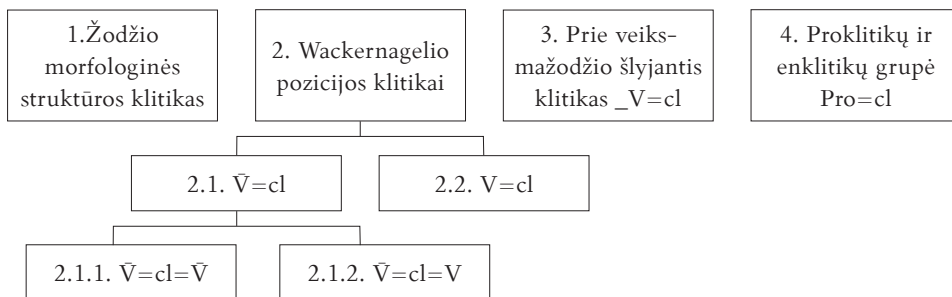 1.Žodžio
morfologinės
struktūros klitikas
2. Wackernagelio
pozicijos klitikai
3. Prie veiks-
mažodžio šlyjantis
klitikas _V=cl
4. Proklitikų ir
enklitikų grupė
Pro=cl
2.1. V̄=cl
2.2. V=cl
2.1.1. V̄=cl=V̄
2.1.2. V̄=cl=V